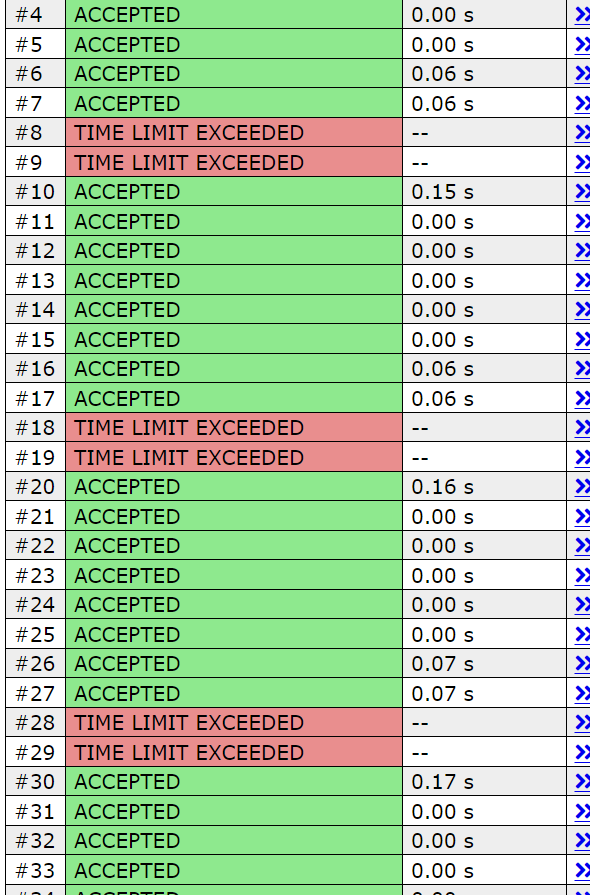 #4 ACCEPTED 0.00 s »
#5 ACCEPTED 0.00 s »
#6 ACCEPTED 0.06 s »
#7 ACCEPTED 0.06 s »
#8 TIME LIMIT EXCEEDED -- »
#9 TIME LIMIT EXCEEDED -- »
#10 ACCEPTED 0.15 s »
#11 ACCEPTED 0.00 s »
#12 ACCEPTED 0.00 s »
#13 ACCEPTED 0.00 s »
#14 ACCEPTED 0.00 s »
#15 ACCEPTED 0.00 s »
#16 ACCEPTED 0.06 s »
#17 ACCEPTED 0.06 s »
#18 TIME LIMIT EXCEEDED -- »
#19 TIME LIMIT EXCEEDED -- »
#20 ACCEPTED 0.16 s »
#21 ACCEPTED 0.00 s »
#22 ACCEPTED 0.00 s »
#23 ACCEPTED 0.00 s »
#24 ACCEPTED 0.00 s »
#25 ACCEPTED 0.00 s »
#26 ACCEPTED 0.07 s »
#27 ACCEPTED 0.07 s »
#28 TIME LIMIT EXCEEDED -- »
#29 TIME LIMIT EXCEEDED -- »
#30 ACCEPTED 0.17 s »
#31 ACCEPTED 0.00 s »
#32 ACCEPTED 0.00 s »
#33 ACCEPTED 0.00 s »